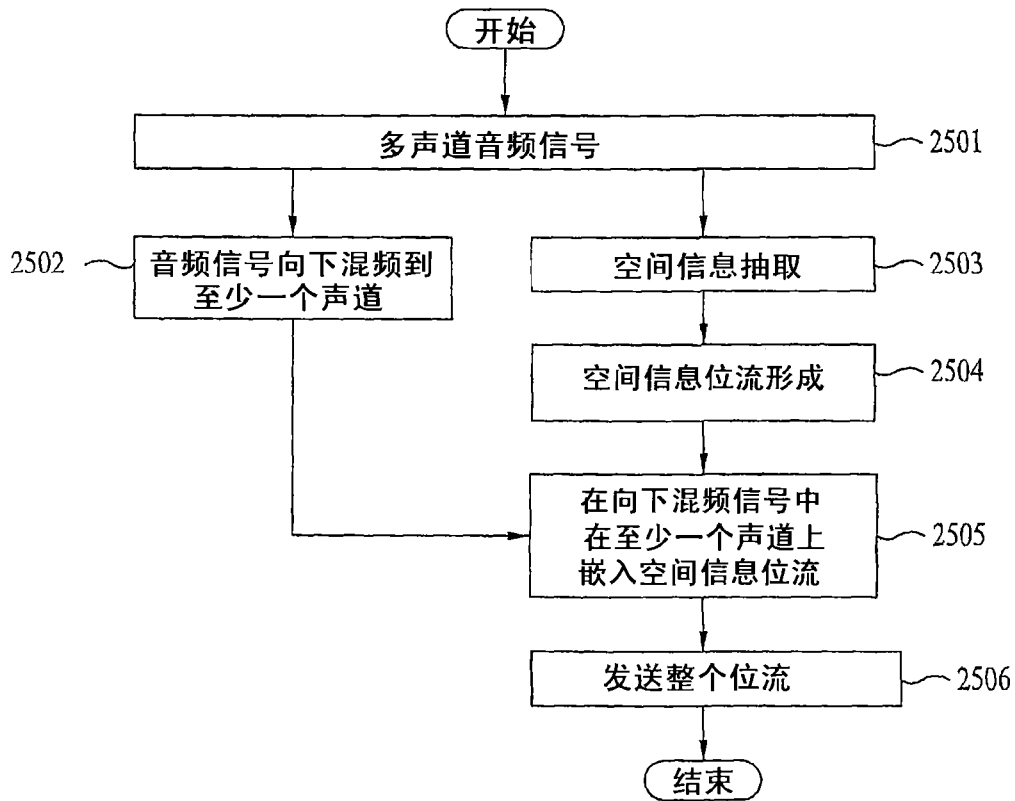 开始
多声道音频信号
2501
2502
音频信号向下混频到
至少一个声道
空间信息抽取
2503
空间信息位流形成
2504
在向下混频信号中
在至少一个声道上
嵌入空间信息位流
2505
发送整个位流
2506
结束